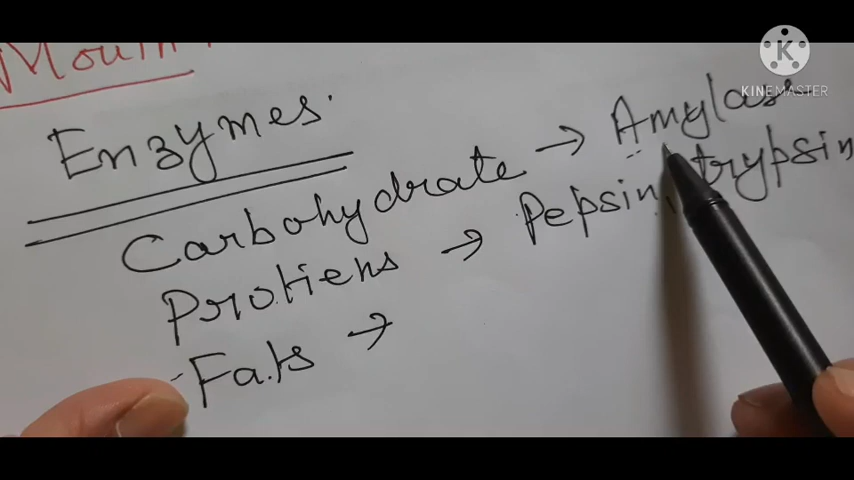 Mouth
K
KINEMASTER
Enzymes.
Carbohydrate → Amylase
Protiens → Pepsin, trypsin
Fats →